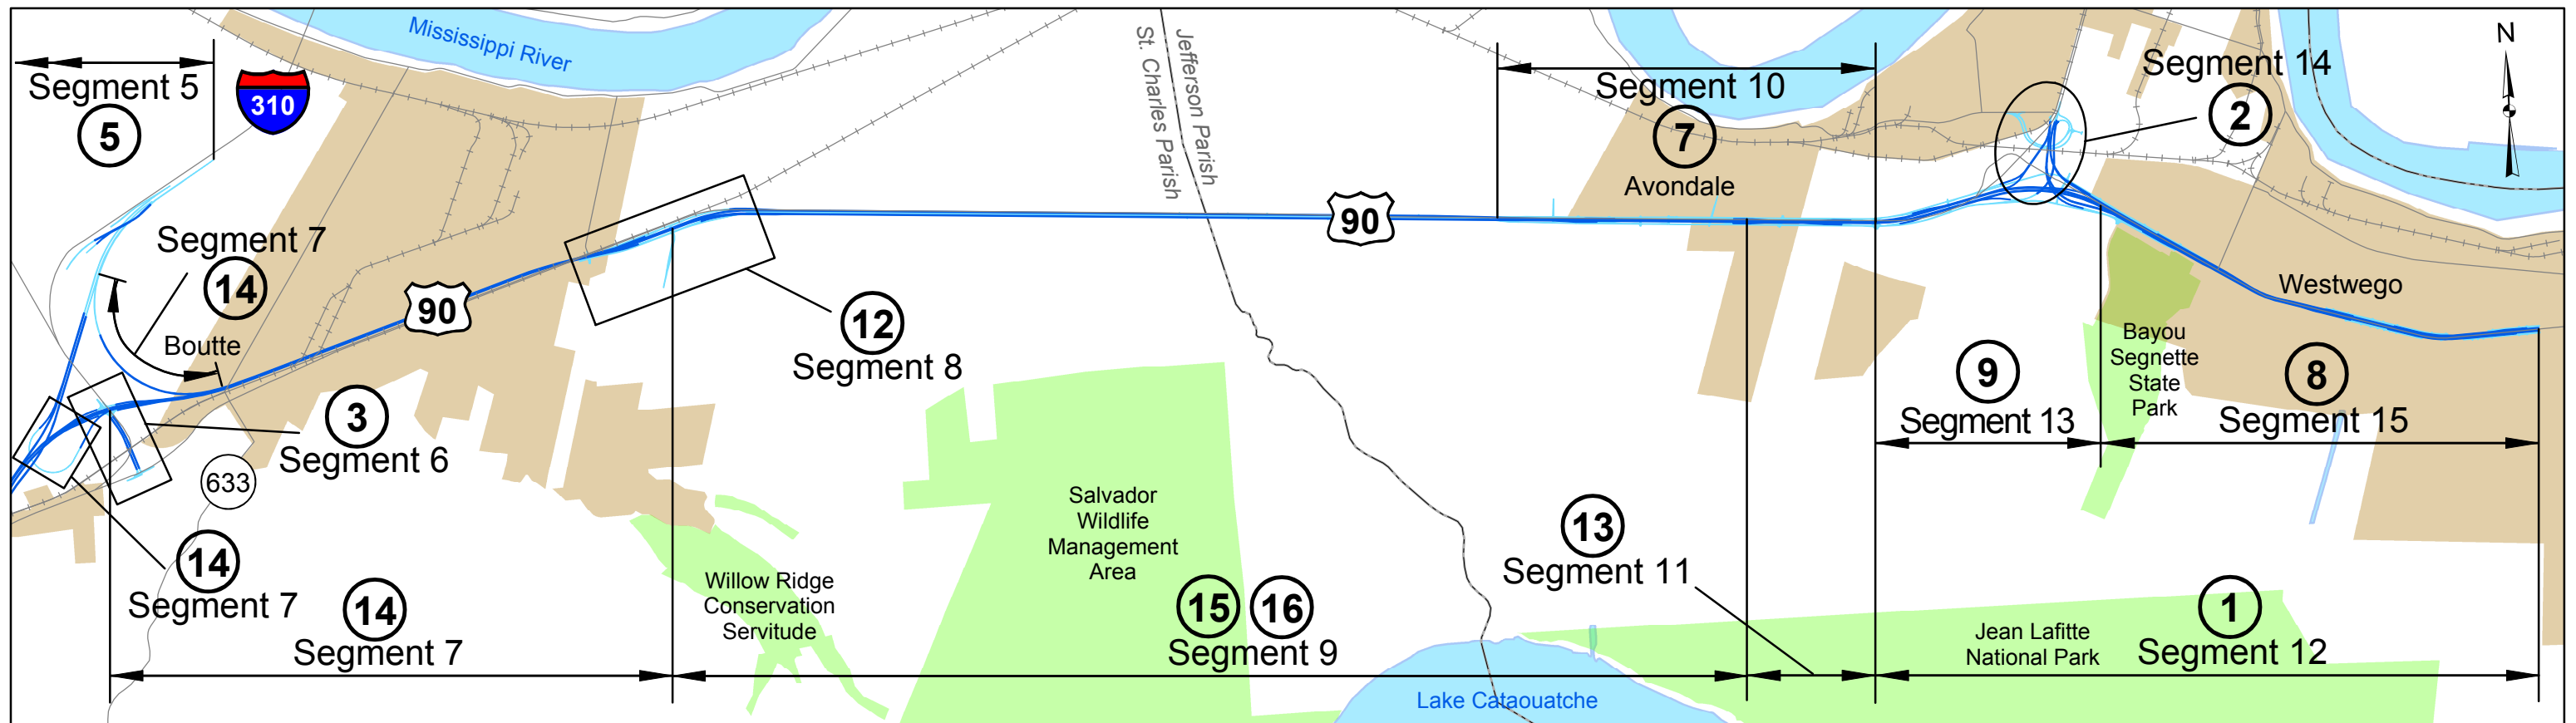 Mississippi River
St. Charles Parish
Jefferson Parish
N
Segment 5
5
310
Segment 10
7
Avondale
Segment 14
2
Segment 7
14
Boutte
90
90
12
Segment 8
Westwego
Bayou
Segnette
State
Park
9
Segment 13
8
Segment 15
3
Segment 6
633
14
Segment 7
14
Segment 7
Willow Ridge
Conservation
Servitude
Salvador
Wildlife
Management
Area
15
16
Segment 9
13
Segment 11
Lake Cataouatche
Jean Lafitte
National Park
1
Segment 12